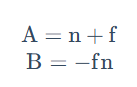 A = n + f
B = −fn